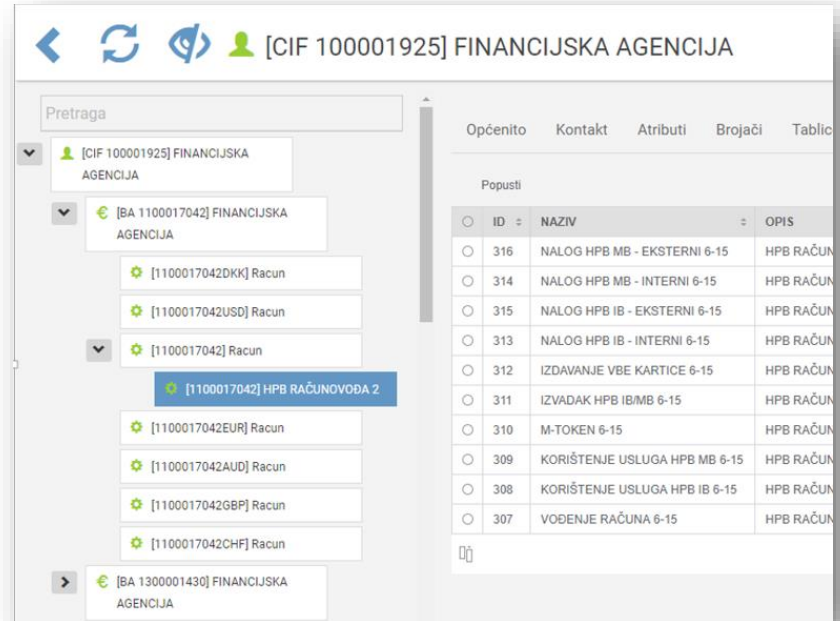 [CIF 100001925] FINANCIJSKA AGENCIJA
Pretraga
[CIF 100001925] FINANCIJSKA
AGENCIJA
[BA 1100017042] FINANCIJSKA
AGENCIJA
[1100017042DKK] Racun
[1100017042USD] Racun
[1100017042] Racun
[1100017042] HPB RAČUNOVOĐA 2
[1100017042EUR] Racun
[1100017042AUD] Racun
[1100017042GBP] Racun
[1100017042CHF] Racun
[BA 1300001430] FINANCIJSKA
AGENCIJA
Općenito Kontakt Atributi Brojači Tablic
Popusti
ID NAZIV OPIS
316 NALOG HPB MB - EKSTERNI 6-15 HPB RAČUN
314 NALOG HPB MB - INTERNI 6-15 HPB RAČUN
315 NALOG HPB IB - EKSTERNI 6-15 HPB RAČUN
313 NALOG HPB IB - INTERNI 6-15 HPB RAČUN
312 IZDAVANJE VBE KARTICE 6-15 HPB RAČUN
311 IZVADAK HPB IB/MB 6-15 HPB RAČUN
310 M-TOKEN 6-15 HPB RAČUN
309 KORIŠTENJE USLUGA HPB MB 6-15 HPB RAČUN
308 KORIŠTENJE USLUGA HPB IB 6-15 HPB RAČUN
307 VOĐENJE RAČUNA 6-15 HPB RAČUN